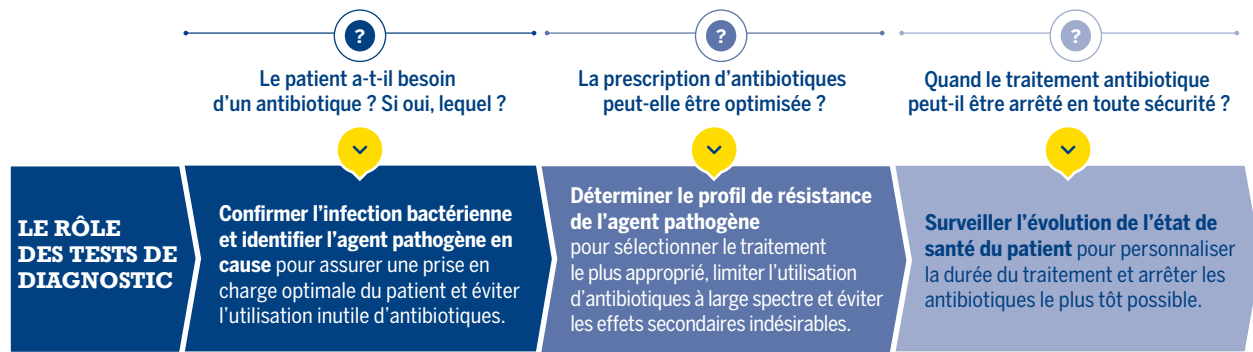 ?
Le patient a-t-il besoin
d'un antibiotique ? Si oui, lequel ?
?
La prescription d'antibiotiques
peut-elle être optimisée ?
?
Quand le traitement antibiotique
peut-il être arrêté en toute sécurité ?
LE RÔLE
DES TESTS DE
DIAGNOSTIC
Confirmer l'infection bactérienne
et identifier l'agent pathogène en
cause pour assurer une prise en
charge optimale du patient et éviter
l'utilisation inutile d'antibiotiques.
Déterminer le profil de résistance
de l'agent pathogène
pour sélectionner le traitement
le plus approprié, limiter l'utilisation
d'antibiotiques à large spectre et éviter
les effets secondaires indésirables.
Surveiller l'évolution de l'état de
santé du patient pour personnaliser
la durée du traitement et arrêter les
antibiotiques le plus tôt possible.